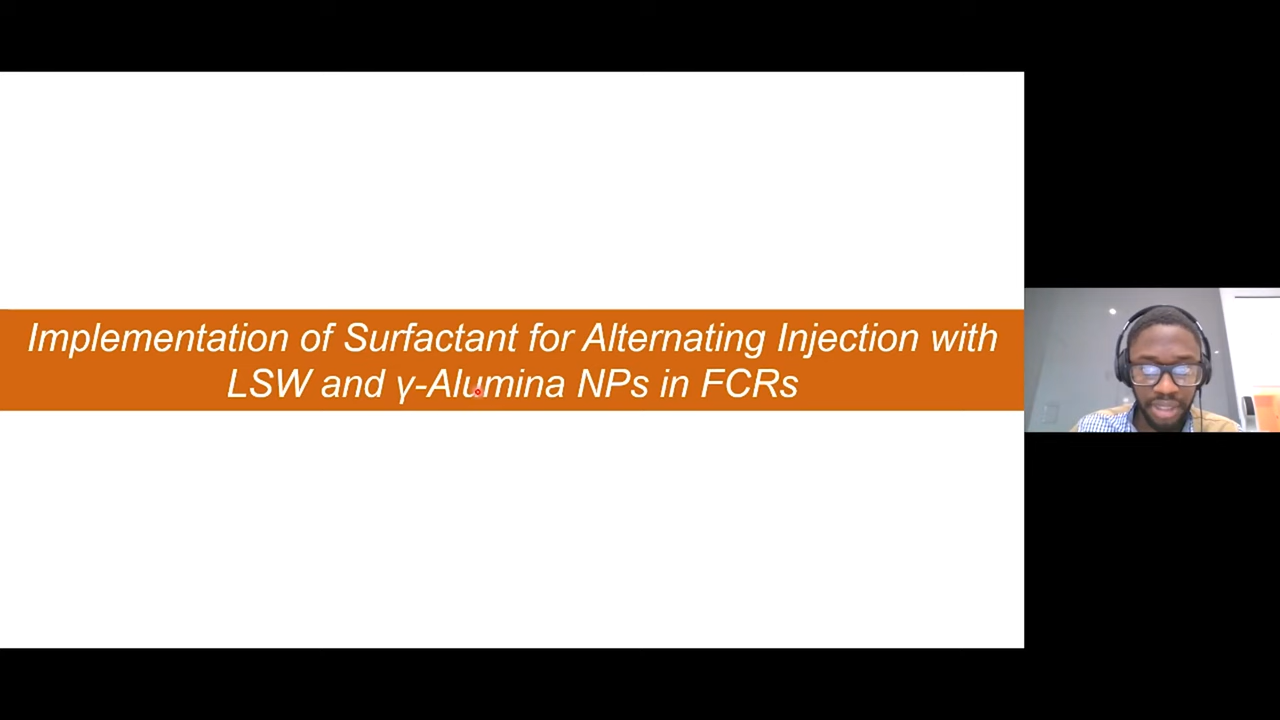 Implementation of Surfactant for Alternating Injection with
LSW and γ-Alumina NPs in FCRs